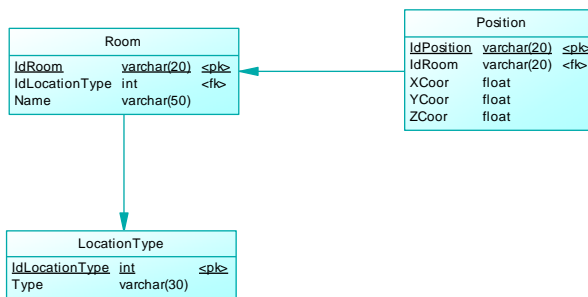 Room
IdRoom varchar(20) <pk>
IdLocationType int <fk>
Name varchar(50)
Position
IdPosition varchar(20) <pk>
IdRoom varchar(20) <fk>
XCoor float
YCoor float
ZCoor float
LocationType
IdLocationType int <pk>
Type varchar(30)